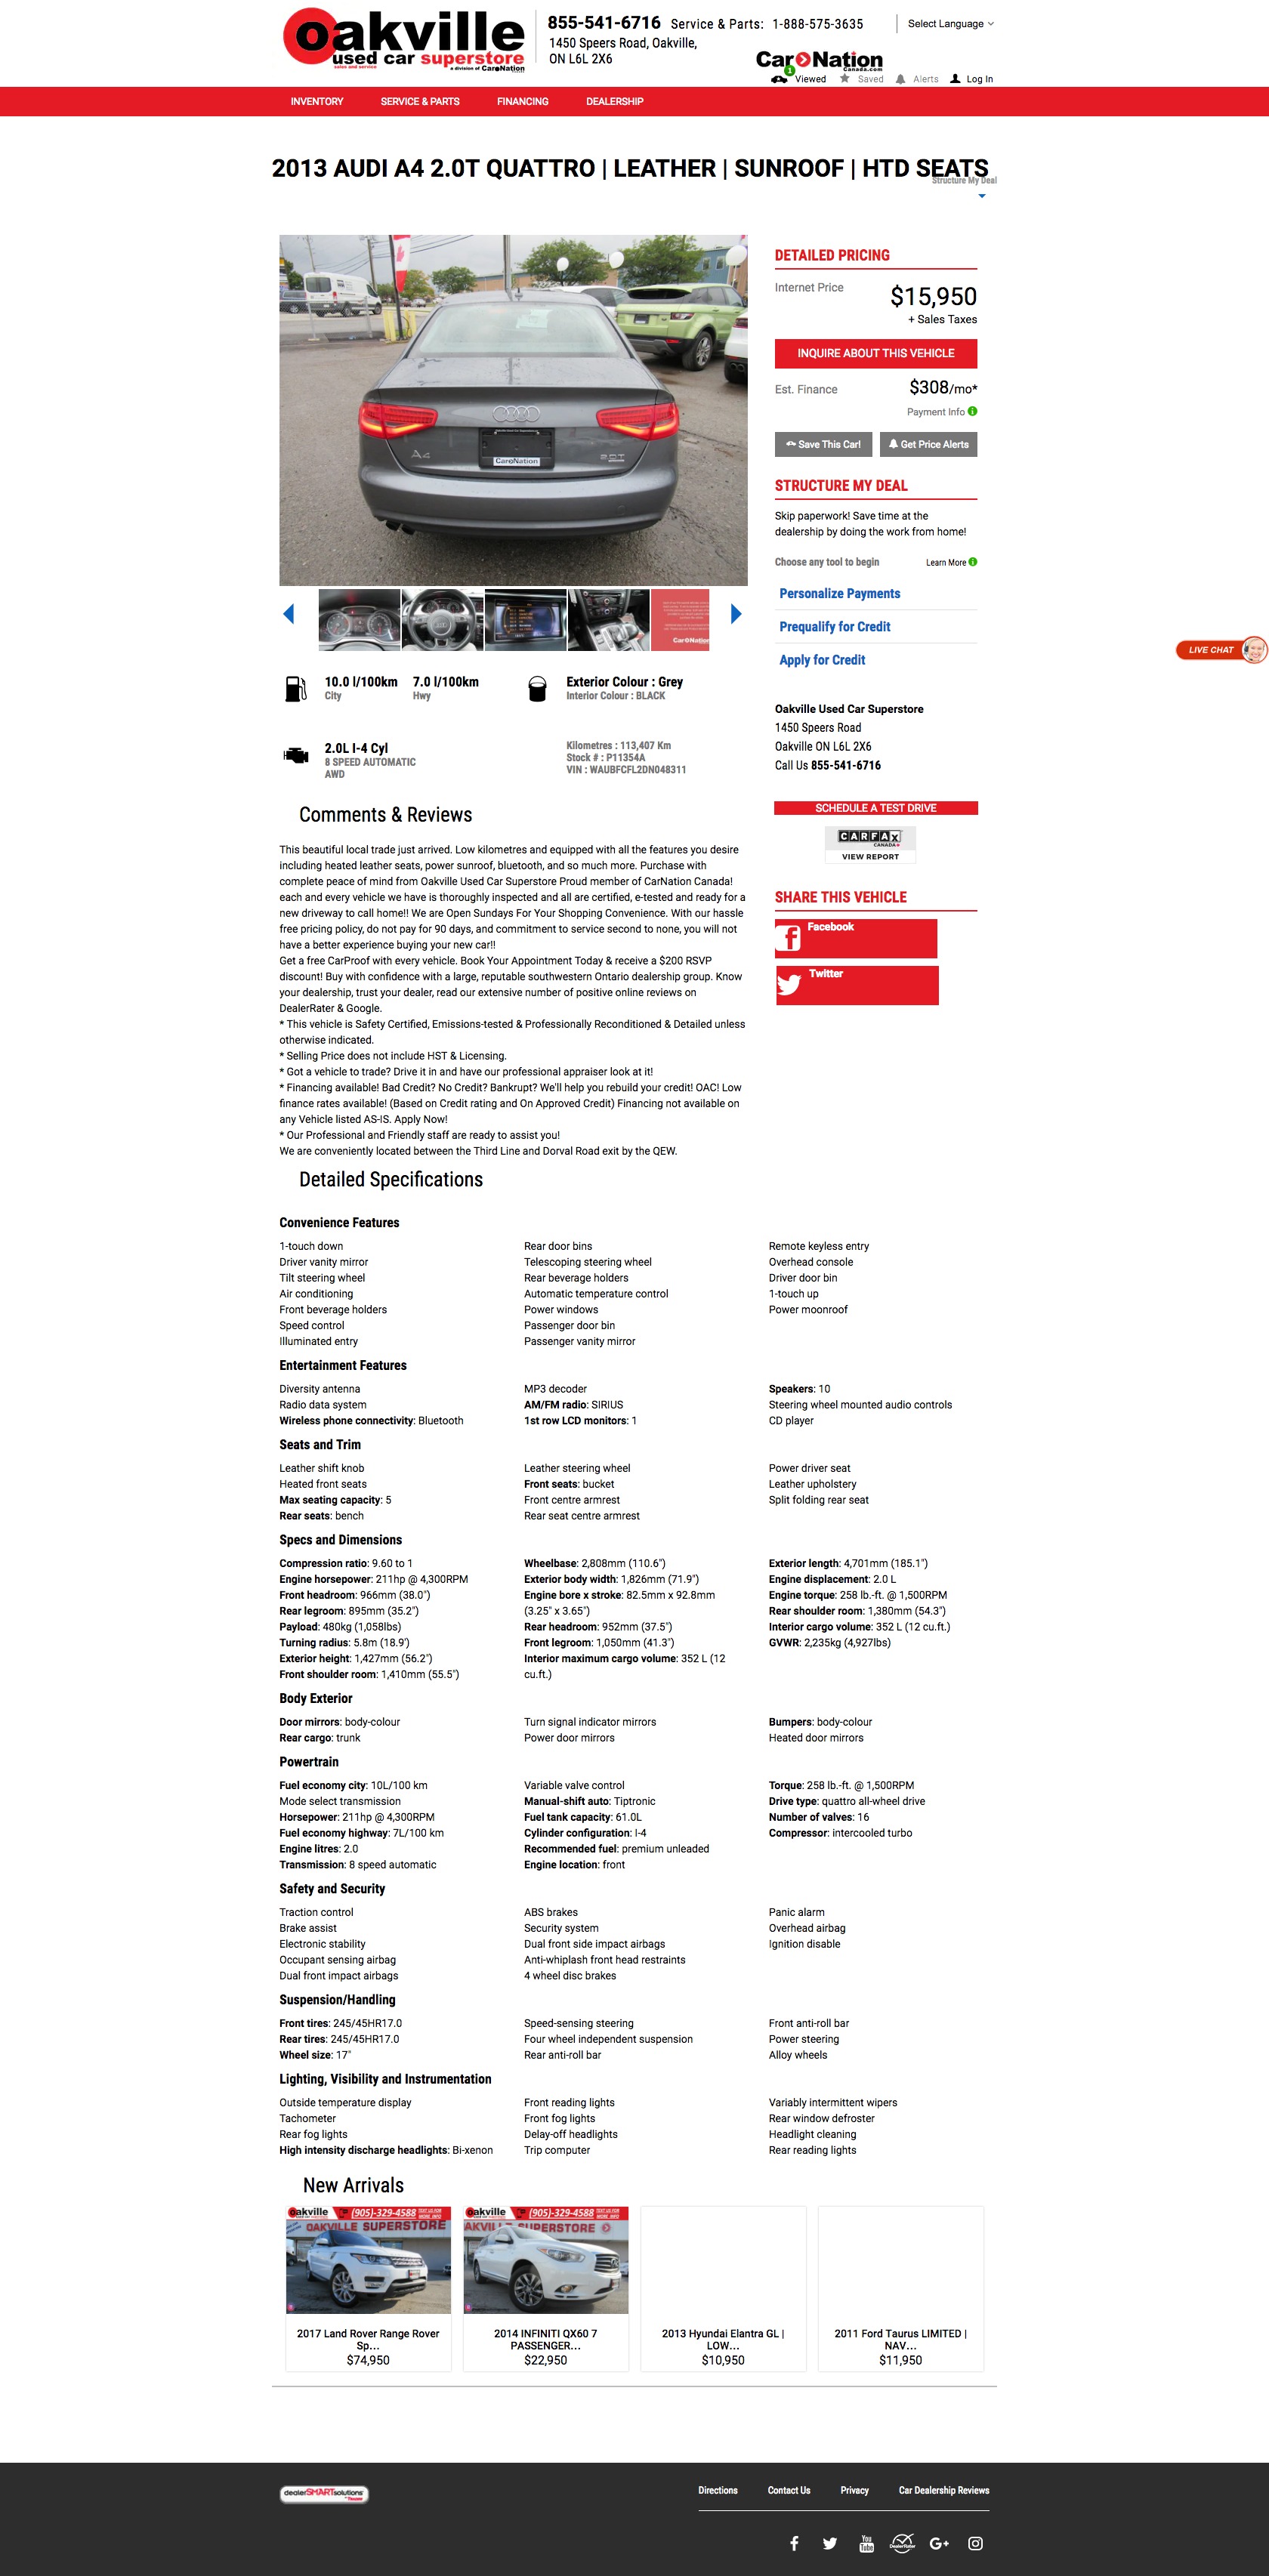 Oakville
used car superstore
sales and service
a division of CarNation
855-541-6716 Service & Parts: 1-888-575-3635
1450 Speers Road, Oakville,
ON L6L 2X6
Select Language
CarNation
Canada.com
1 Viewed Saved Alerts Log In
INVENTORY SERVICE & PARTS FINANCING DEALERSHIP
2013 AUDI A4 2.0T QUATTRO | LEATHER | SUNROOF | HTD SEATS
Structure My Deal
A4
CarNation
2.0T
CarNation
DETAILED PRICING
Internet Price $15,950
+ Sales Taxes
INQUIRE ABOUT THIS VEHICLE
Est. Finance $308/mo*
Payment Info
Save This Car! Get Price Alerts
STRUCTURE MY DEAL
Skip paperwork! Save time at the
dealership by doing the work from home!
Choose any tool to begin Learn More
Personalize Payments
Prequalify for Credit
Apply for Credit
LIVE CHAT
10.0 l/100km 7.0 l/100km
City Hwy
Exterior Colour : Grey
Interior Colour : BLACK
2.0L I-4 Cyl
8 SPEED AUTOMATIC
AWD
Kilometres : 113,407 Km
Stock # : P11354A
VIN : WAUBFCFL2DN048311
Oakville Used Car Superstore
1450 Speers Road
Oakville ON L6L 2X6
Call Us 855-541-6716
SCHEDULE A TEST DRIVE
CARFAX
CANADA
VIEW REPORT
SHARE THIS VEHICLE
Facebook
Twitter
Comments & Reviews
This beautiful local trade just arrived. Low kilometres and equipped with all the features you desire
including heated leather seats, power sunroof, bluetooth, and so much more. Purchase with
complete peace of mind from Oakville Used Car Superstore Proud member of CarNation Canada!
each and every vehicle we have is thoroughly inspected and all are certified, e-tested and ready for a
new driveway to call home!! We are Open Sundays For Your Shopping Convenience. With our hassle
free pricing policy, do not pay for 90 days, and commitment to service second to none, you will not
have a better experience buying your new car!!
Get a free CarProof with every vehicle. Book Your Appointment Today & receive a $200 RSVP
discount! Buy with confidence with a large, reputable southwestern Ontario dealership group. Know
your dealership, trust your dealer, read our extensive number of positive online reviews on
DealerRater & Google.
* This vehicle is Safety Certified, Emissions-tested & Professionally Reconditioned & Detailed unless
otherwise indicated.
* Selling Price does not include HST & Licensing.
* Got a vehicle to trade? Drive it in and have our professional appraiser look at it!
* Financing available! Bad Credit? No Credit? Bankrupt? We'll help you rebuild your credit! OAC! Low
finance rates available! (Based on Credit rating and On Approved Credit) Financing not available on
any Vehicle listed AS-IS. Apply Now!
* Our Professional and Friendly staff are ready to assist you!
We are conveniently located between the Third Line and Dorval Road exit by the QEW.
Detailed Specifications
Convenience Features
1-touch down Rear door bins Remote keyless entry
Driver vanity mirror Telescoping steering wheel Overhead console
Tilt steering wheel Rear beverage holders Driver door bin
Air conditioning Automatic temperature control 1-touch up
Front beverage holders Power windows Power moonroof
Speed control Passenger door bin
Illuminated entry Passenger vanity mirror
Entertainment Features
Diversity antenna MP3 decoder Speakers: 10
Radio data system AM/FM radio: SIRIUS Steering wheel mounted audio controls
Wireless phone connectivity: Bluetooth 1st row LCD monitors: 1 CD player
Seats and Trim
Leather shift knob Leather steering wheel Power driver seat
Heated front seats Front seats: bucket Leather upholstery
Max seating capacity: 5 Front centre armrest Split folding rear seat
Rear seats: bench Rear seat centre armrest
Specs and Dimensions
Compression ratio: 9.60 to 1 Wheelbase: 2,808mm (110.6") Exterior length: 4,701mm (185.1")
Engine horsepower: 211hp @ 4,300RPM Exterior body width: 1,826mm (71.9") Engine displacement: 2.0 L
Front headroom: 966mm (38.0") Engine bore x stroke: 82.5mm x 92.8mm Engine torque: 258 lb.-ft. @ 1,500RPM
Rear legroom: 895mm (35.2") (3.25" x 3.65") Rear shoulder room: 1,380mm (54.3")
Payload: 480kg (1,058lbs) Rear headroom: 952mm (37.5") Interior cargo volume: 352 L (12 cu.ft.)
Turning radius: 5.8m (18.9') Front legroom: 1,050mm (41.3") GVWR: 2,235kg (4,927lbs)
Exterior height: 1,427mm (56.2") Interior maximum cargo volume: 352 L (12
Front shoulder room: 1,410mm (55.5") cu.ft.)
Body Exterior
Door mirrors: body-colour Turn signal indicator mirrors Bumpers: body-colour
Rear cargo: trunk Power door mirrors Heated door mirrors
Powertrain
Fuel economy city: 10L/100 km Variable valve control Torque: 258 lb.-ft. @ 1,500RPM
Mode select transmission Manual-shift auto: Tiptronic Drive type: quattro all-wheel drive
Horsepower: 211hp @ 4,300RPM Fuel tank capacity: 61.0L Number of valves: 16
Fuel economy highway: 7L/100 km Cylinder configuration: I-4 Compressor: intercooled turbo
Engine litres: 2.0 Recommended fuel: premium unleaded
Transmission: 8 speed automatic Engine location: front
Safety and Security
Traction control ABS brakes Panic alarm
Brake assist Security system Overhead airbag
Electronic stability Dual front side impact airbags Ignition disable
Occupant sensing airbag Anti-whiplash front head restraints
Dual front impact airbags 4 wheel disc brakes
Suspension/Handling
Front tires: 245/45HR17.0 Speed-sensing steering Front anti-roll bar
Rear tires: 245/45HR17.0 Four wheel independent suspension Power steering
Wheel size: 17" Rear anti-roll bar Alloy wheels
Lighting, Visibility and Instrumentation
Outside temperature display Front reading lights Variably intermittent wipers
Tachometer Front fog lights Rear window defroster
Rear fog lights Delay-off headlights Headlight cleaning
High intensity discharge headlights: Bi-xenon Trip computer Rear reading lights
New Arrivals
Oakville (905)-329-4588 TEXT US FOR MORE INFO
OAKVILLE SUPERSTORE
Oakville (905)-329-4588 TEXT US FOR MORE INFO
AKVILLE SUPERSTORE
2017 Land Rover Range Rover
Sp...
$74,950
2014 INFINITI QX60 7
PASSENGER...
$22,950
2013 Hyundai Elantra GL |
LOW...
$10,950
2011 Ford Taurus LIMITED |
NAV...
$11,950
dealerSMARTsolutions
Directions Contact Us Privacy Car Dealership Reviews
You Tube
DealerRater
G+